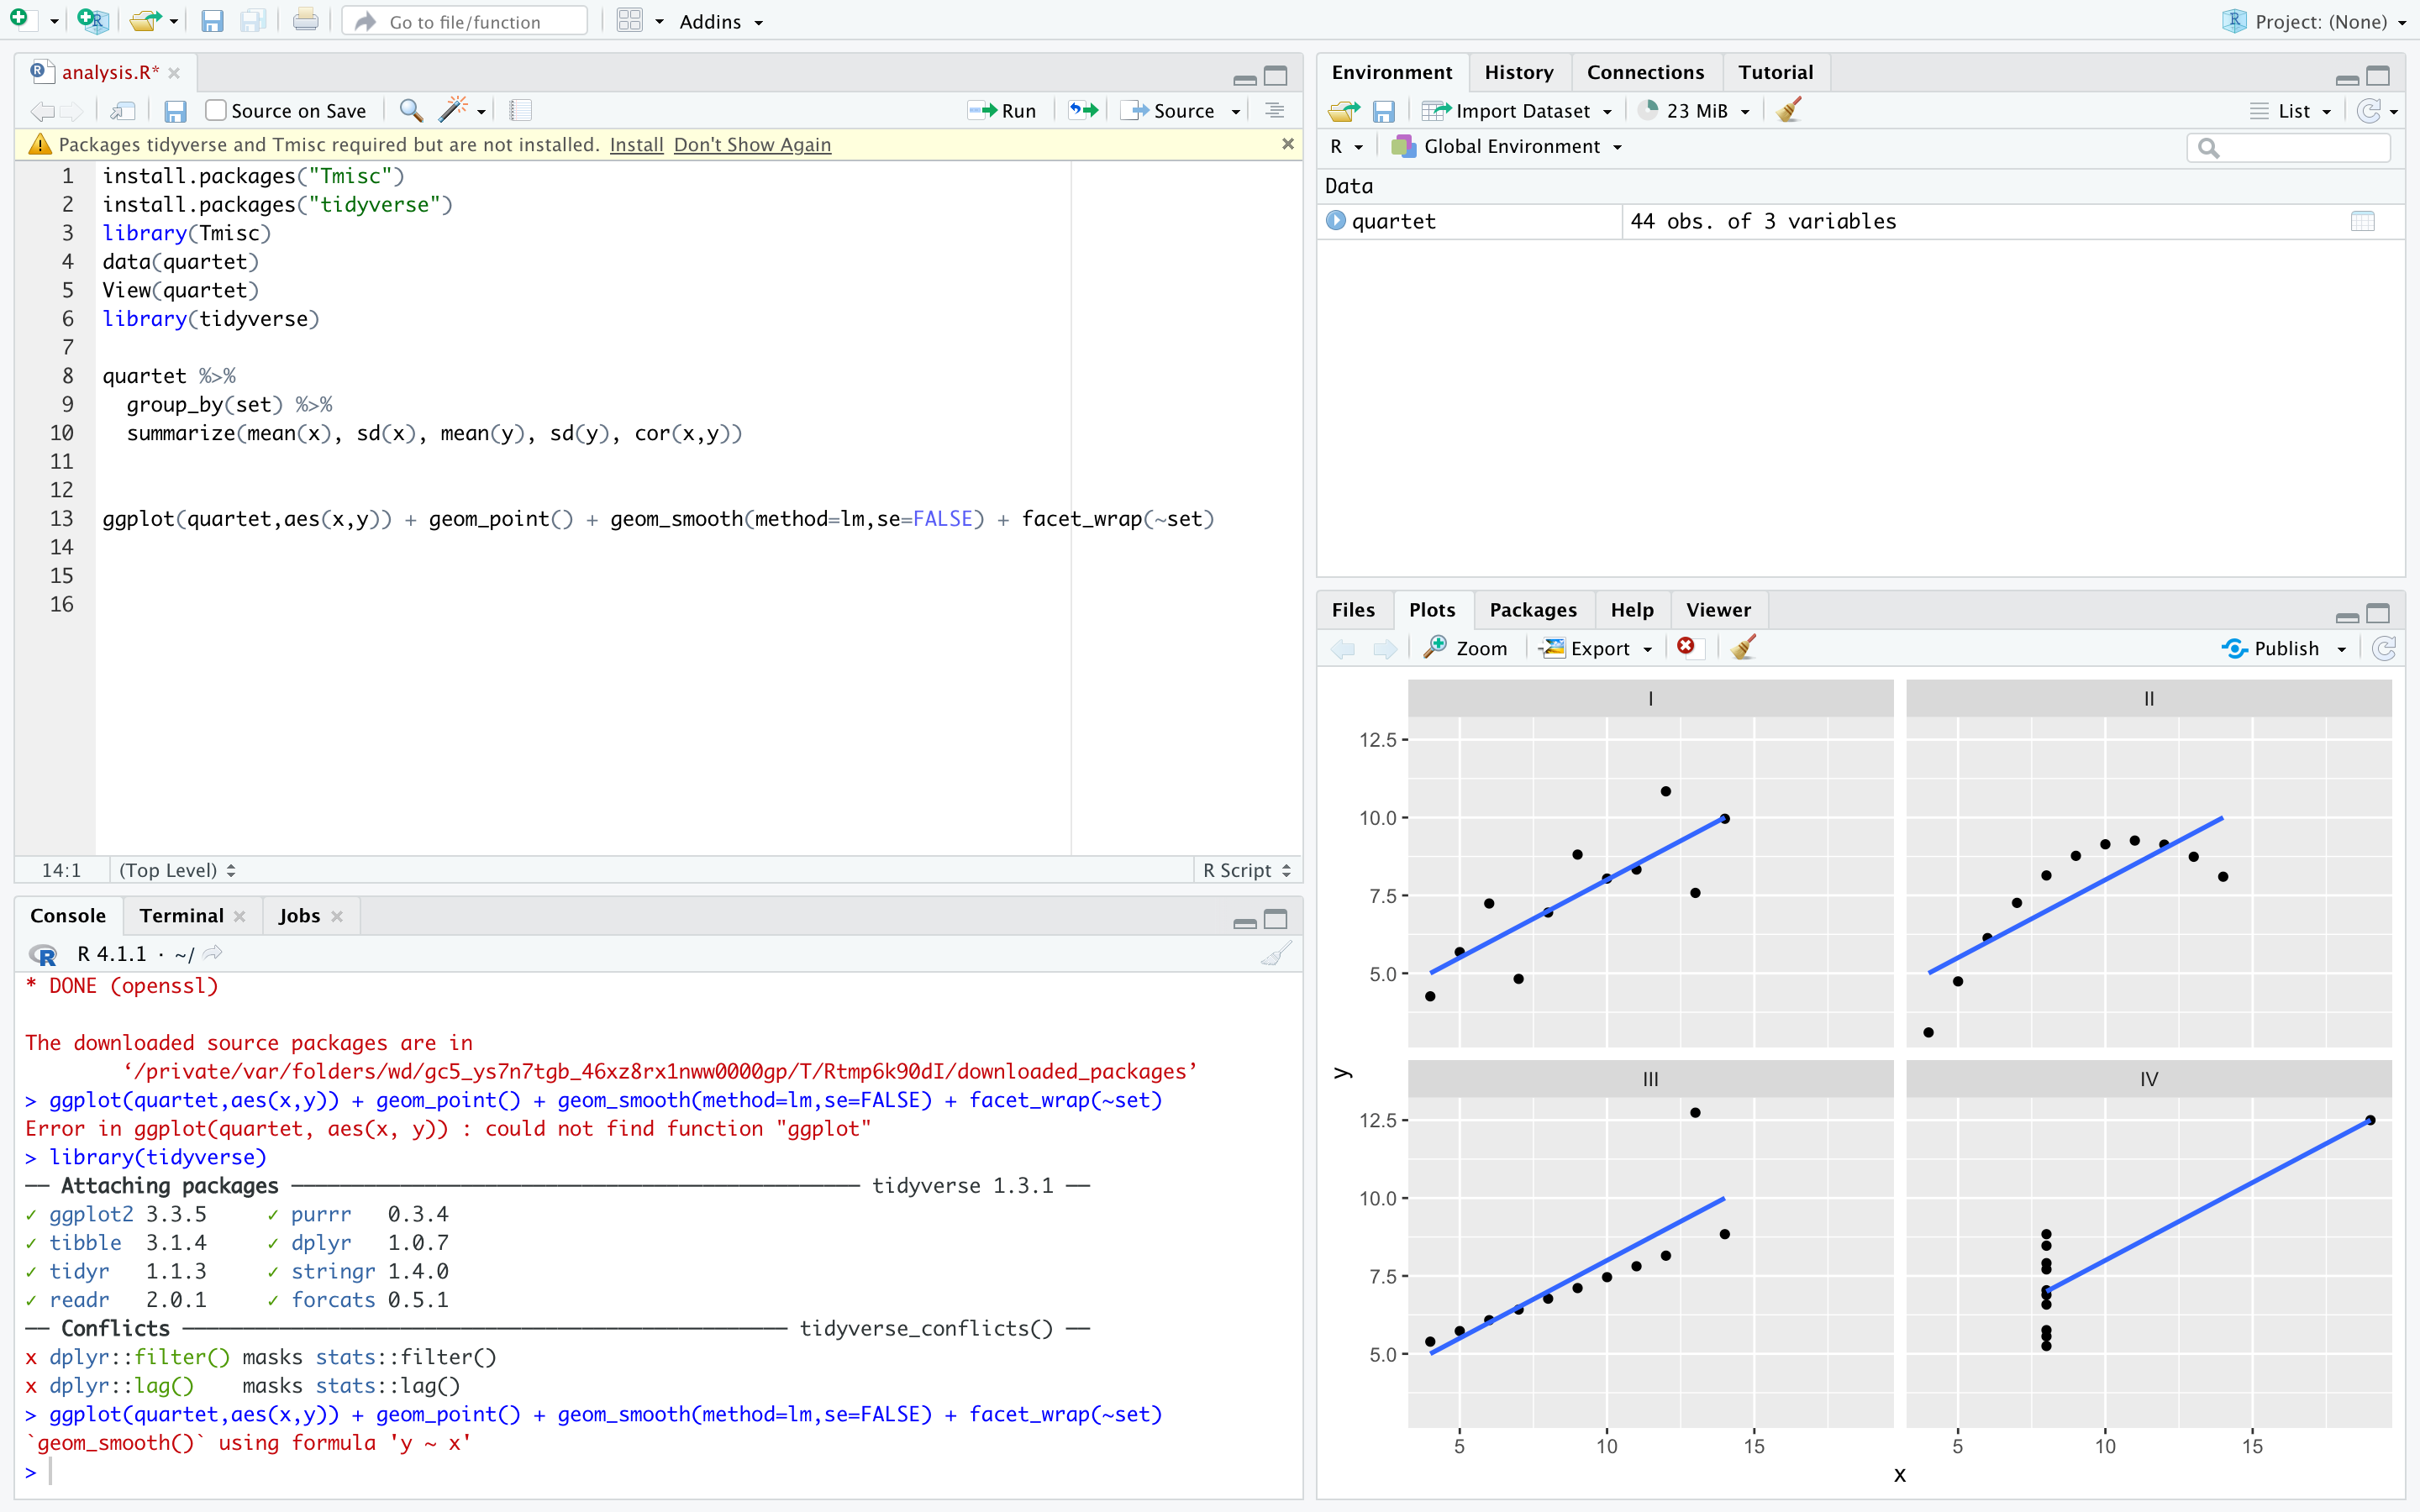 Go to file/function
Addins
Project: (None)
analysis.R*
Source on Save
Run
Source
Packages tidyverse and Tmisc required but are not installed. Install Don't Show Again
1 install.packages("Tmisc")
2 install.packages("tidyverse")
3 library(Tmisc)
4 data(quartet)
5 View(quartet)
6 library(tidyverse)
7
8 quartet %>%
9 group_by(set) %>%
10 summarize(mean(x), sd(x), mean(y), sd(y), cor(x,y))
11
12
13 ggplot(quartet,aes(x,y)) + geom_point() + geom_smooth(method=lm,se=FALSE) + facet_wrap(~set)
14
15
16
14:1 (Top Level) R Script
Console Terminal Jobs
R 4.1.1 · ~/
* DONE (openssl)
The downloaded source packages are in
‘/private/var/folders/wd/gc5_ys7n7tgb_46xz8rx1nww0000gp/T/Rtmp6k90dI/downloaded_packages’
> ggplot(quartet,aes(x,y)) + geom_point() + geom_smooth(method=lm,se=FALSE) + facet_wrap(~set)
Error in ggplot(quartet, aes(x, y)) : could not find function "ggplot"
> library(tidyverse)
── Attaching packages ─────────────────────────────── tidyverse 1.3.1 ──
✓ ggplot2 3.3.5 ✓ purrr 0.3.4
✓ tibble 3.1.4 ✓ dplyr 1.0.7
✓ tidyr 1.1.3 ✓ stringr 1.4.0
✓ readr 2.0.1 ✓ forcats 0.5.1
── Conflicts ─────────────────────────────── tidyverse_conflicts() ──
x dplyr::filter() masks stats::filter()
x dplyr::lag() masks stats::lag()
> ggplot(quartet,aes(x,y)) + geom_point() + geom_smooth(method=lm,se=FALSE) + facet_wrap(~set)
`geom_smooth()` using formula 'y ~ x'
>
Environment History Connections Tutorial
Import Dataset 23 MiB List
R Global Environment
Data
quartet 44 obs. of 3 variables
Files Plots Packages Help Viewer
Zoom Export Publish
I II
12.5
10.0
7.5
5.0
y
III IV
12.5
10.0
7.5
5.0
5 10 15 5 10 15
x